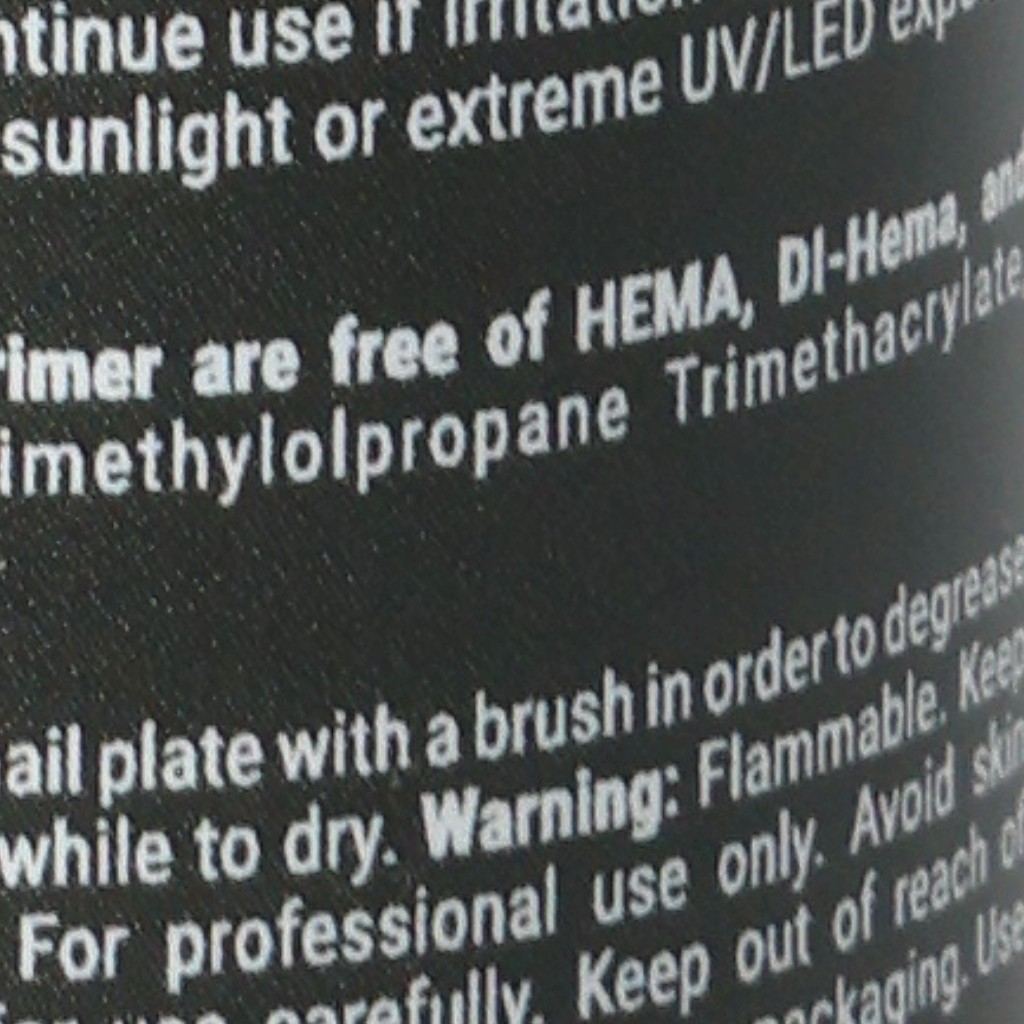 ntinue use if irritation
sunlight or extreme UV/LED expo
rimer are free of HEMA, DI-Hema, and
imethylolpropane Trimethacrylate,
ail plate with a brush in order to degrease
while to dry. Warning: Flammable. Keep
For professional use only. Avoid skin
carefully. Keep out of reach of
packaging. Use